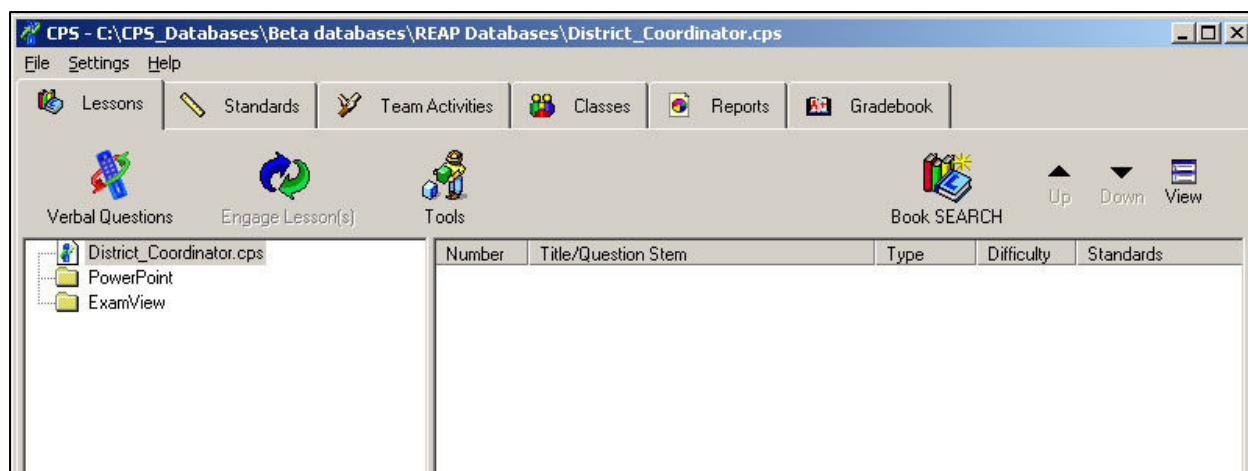 CPS - C:\CPS_Databases\Beta databases\REAP Databases\District_Coordinator.cps
File Settings Help
Lessons Standards Team Activities Classes Reports A+ Gradebook
Verbal Questions Engage Lesson(s) Tools Book SEARCH Up Down View
District_Coordinator.cps Number Title/Question Stem Type Difficulty Standards
PowerPoint
ExamView